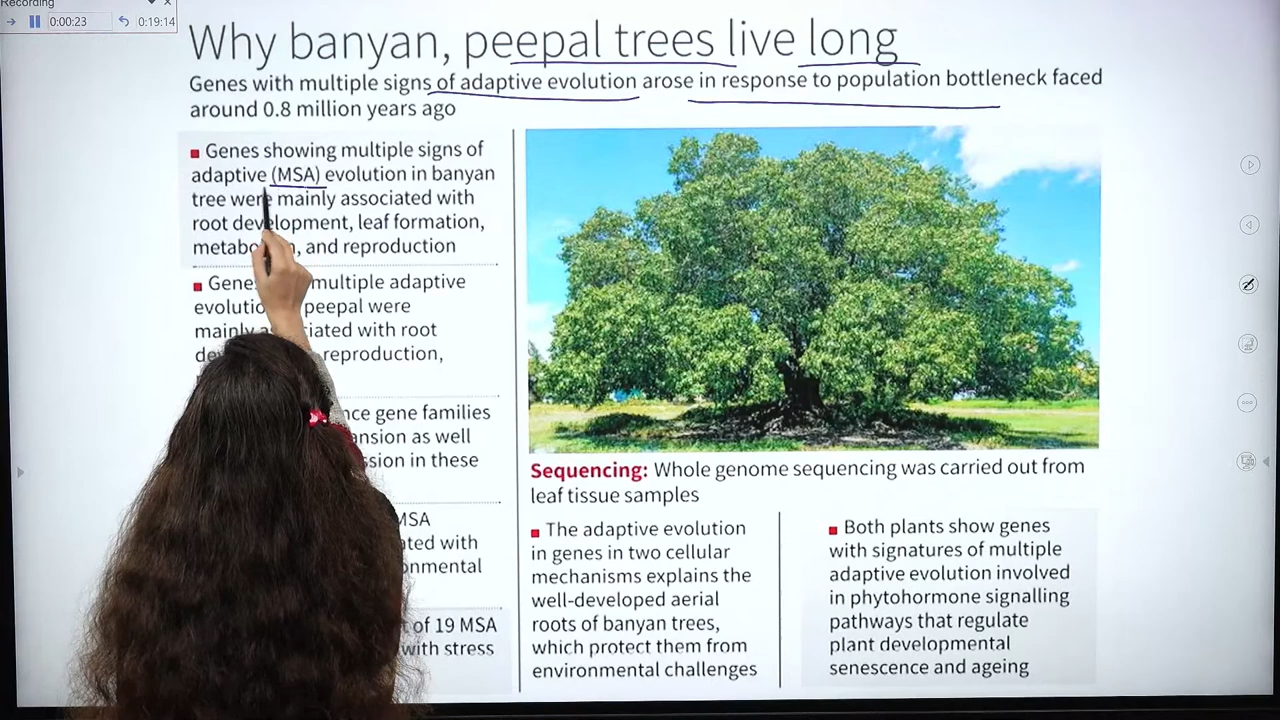 Recording
0:00:23
0:19:14
Why banyan, peepal trees live long
Genes with multiple signs of adaptive evolution arose in response to population bottleneck faced
around 0.8 million years ago
Genes showing multiple signs of
adaptive (MSA) evolution in banyan
tree were mainly associated with
root development, leaf formation,
and reproduction
multiple adaptive
peepal were
mainly with root
reproduction,
gene families
as well
in these
MSA
with
of 19 MSA
with stress
Sequencing: Whole genome sequencing was carried out from
leaf tissue samples
The adaptive evolution
in genes in two cellular
mechanisms explains the
well-developed aerial
roots of banyan trees,
which protect them from
environmental challenges
Both plants show genes
with signatures of multiple
adaptive evolution involved
in phytohormone signalling
pathways that regulate
plant developmental
senescence and ageing